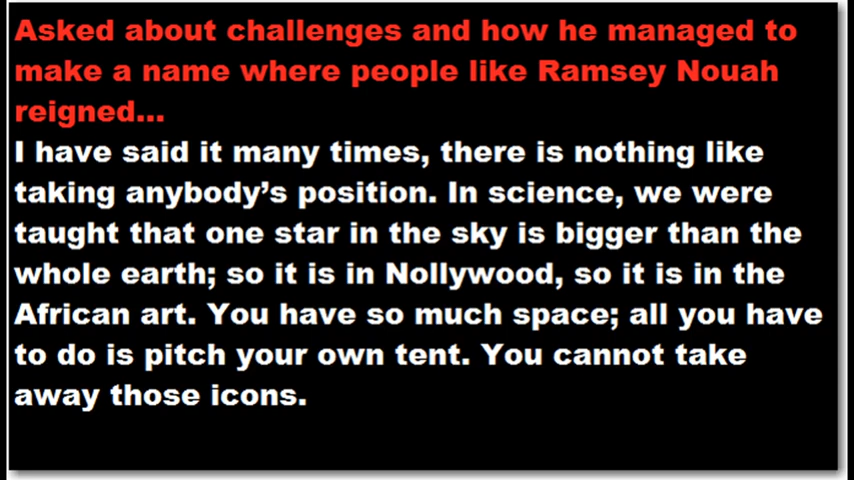 Asked about challenges and how he managed to
make a name where people like Ramsey Nouah
reigned...
I have said it many times, there is nothing like
taking anybody’s position. In science, we were
taught that one star in the sky is bigger than the
whole earth; so it is in Nollywood, so it is in the
African art. You have so much space; all you have
to do is pitch your own tent. You cannot take
away those icons.